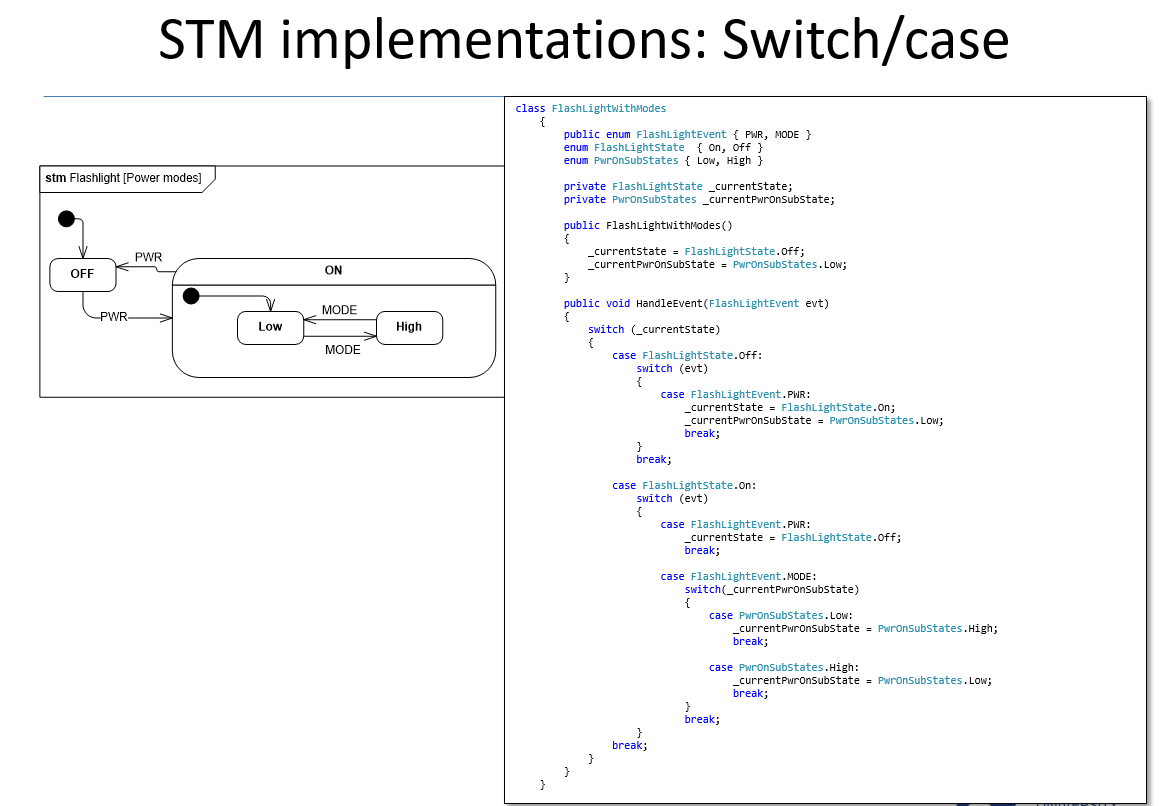 STM implementations: Switch/case
stm Flashlight [Power modes]
PWR
OFF
ON
PWR
MODE
Low
High
MODE
class FlashLightWithModes
{
public enum FlashLightEvent { PWR, MODE }
enum FlashLightState { On, Off }
enum PwrOnSubStates { Low, High }
private FlashLightState _currentState;
private PwrOnSubStates _currentPwrOnSubState;
public FlashLightWithModes()
{
_currentState = FlashLightState.Off;
_currentPwrOnSubState = PwrOnSubStates.Low;
}
public void HandleEvent(FlashLightEvent evt)
{
switch (_currentState)
{
case FlashLightState.Off:
switch (evt)
{
case FlashLightEvent.PWR:
_currentState = FlashLightState.On;
_currentPwrOnSubState = PwrOnSubStates.Low;
break;
}
break;
case FlashLightState.On:
switch (evt)
{
case FlashLightEvent.PWR:
_currentState = FlashLightState.Off;
break;
case FlashLightEvent.MODE:
switch(_currentPwrOnSubState)
{
case PwrOnSubStates.Low:
_currentPwrOnSubState = PwrOnSubStates.High;
break;
case PwrOnSubStates.High:
_currentPwrOnSubState = PwrOnSubStates.Low;
break;
}
break;
}
break;
}
}
}